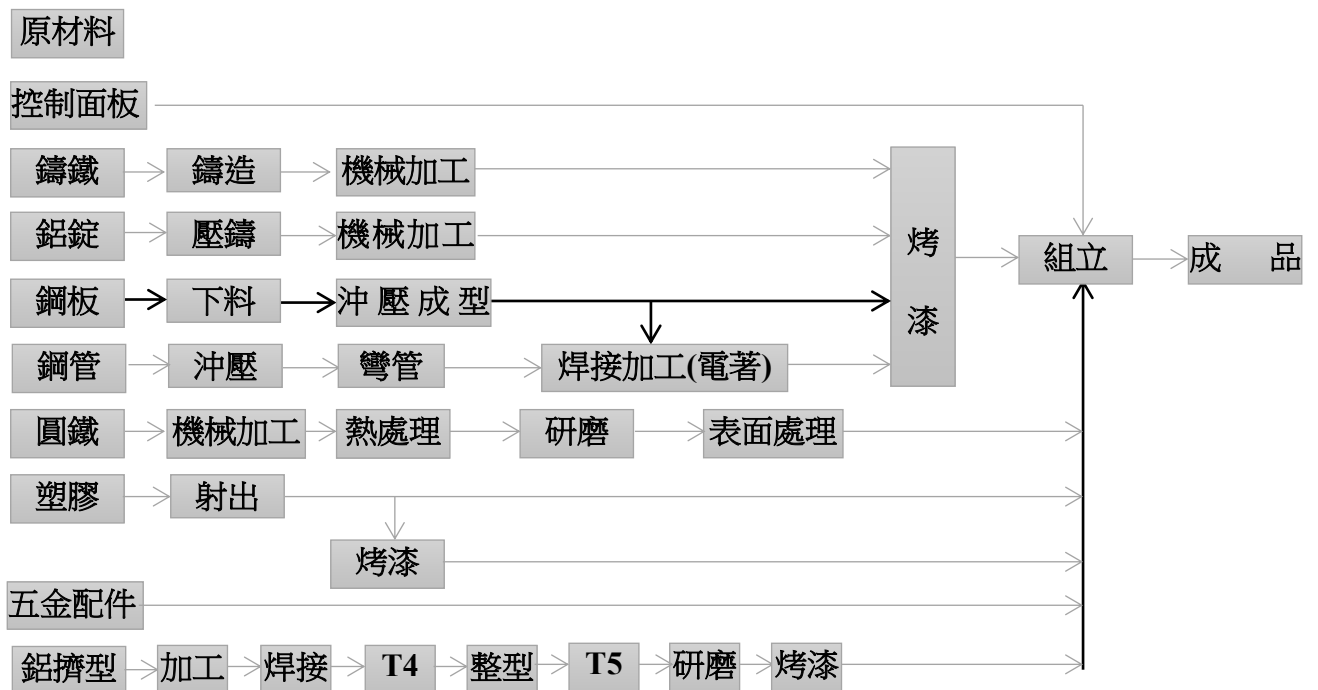 原材料
控制面板
鑄鐵 鑄造 機械加工
鋁錠 壓鑄 機械加工
烤漆
組立 成 品
鋼板 下料 沖壓成型
鋼管 沖壓 彎管 焊接加工(電著)
圓鐵 機械加工 熱處理 研磨 表面處理
塑膠 射出
烤漆
五金配件
鋁擠型 加工 焊接 T4 整型 T5 研磨 烤漆